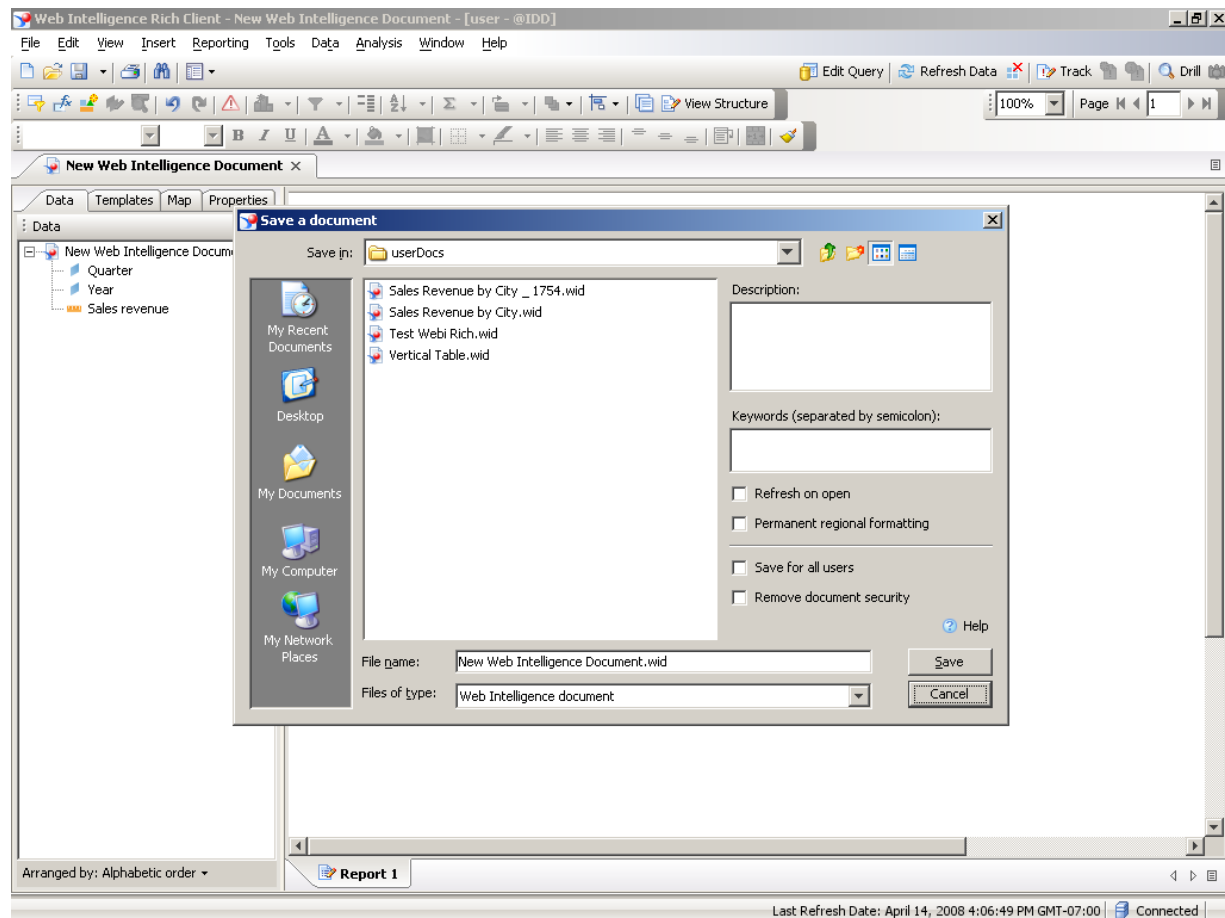 Web Intelligence Rich Client - New Web Intelligence Document - [user - @IDD]
File Edit View Insert Reporting Tools Data Analysis Window Help
Edit Query Refresh Data Track Drill
View Structure 100% Page 1
B I U A
New Web Intelligence Document
Data Templates Map Properties
Data
New Web Intelligence Docum
Quarter
Year
Sales revenue
Arranged by: Alphabetic order
Save a document
Save in: userDocs
My Recent
Documents
Desktop
My Documents
My Computer
My Network
Places
Sales Revenue by City _ 1754.wid
Sales Revenue by City.wid
Test Webi Rich.wid
Vertical Table.wid
Description:
Keywords (separated by semicolon):
Refresh on open
Permanent regional formatting
Save for all users
Remove document security
Help
File name: New Web Intelligence Document.wid Save
Files of type: Web Intelligence document Cancel
Report 1
Last Refresh Date: April 14, 2008 4:06:49 PM GMT-07:00 Connected